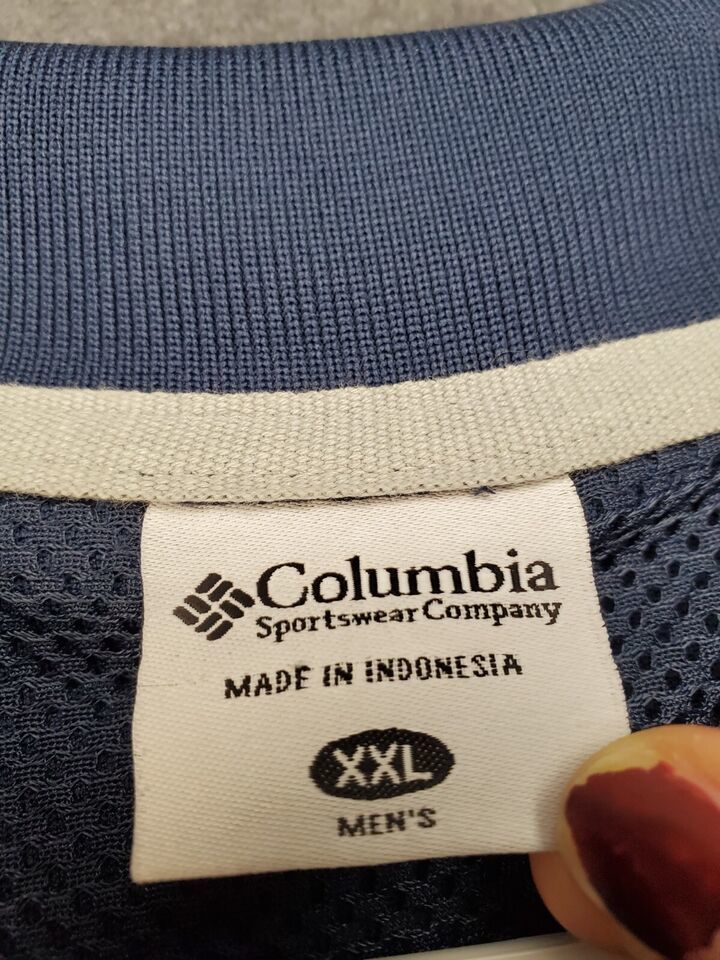 Columbia
Sportswear Company
MADE IN INDONESIA
XXL
MEN'S